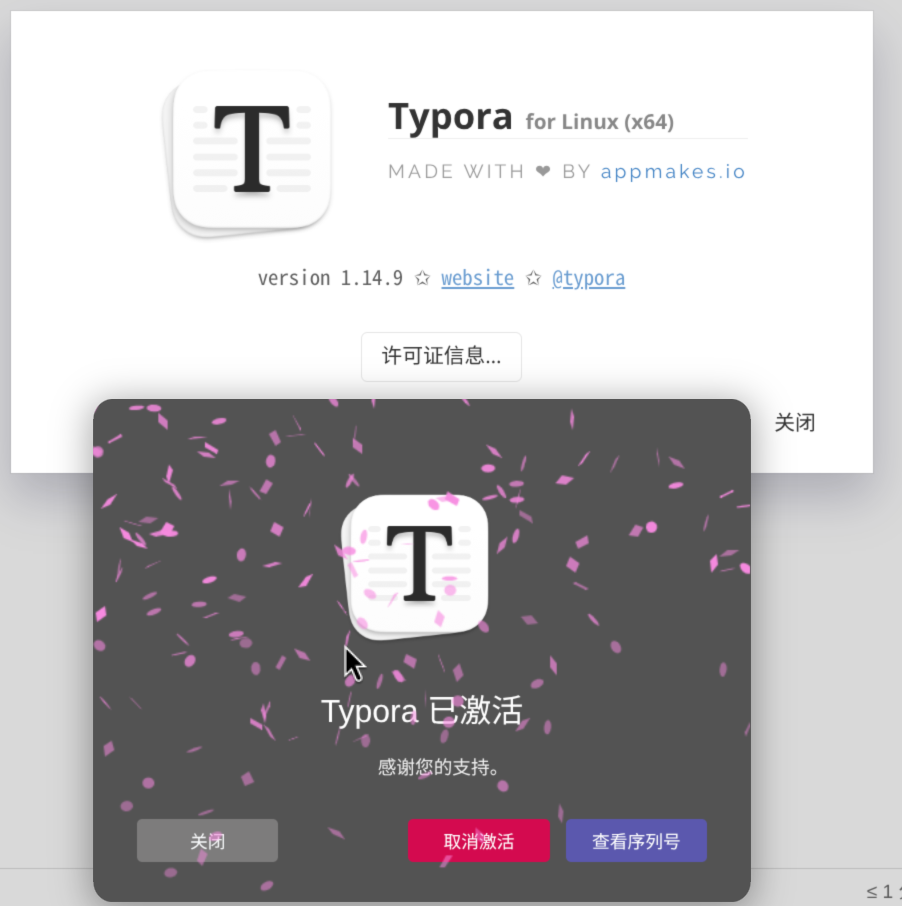 T
Typora for Linux (x64)
MADE WITH ❤ BY appmakes.io
version 1.14.9 ✩ website ✩ @typora
许可证信息...
关闭
T
Typora 已激活
感谢您的支持。
关闭 取消激活 查看序列号
≤ 1